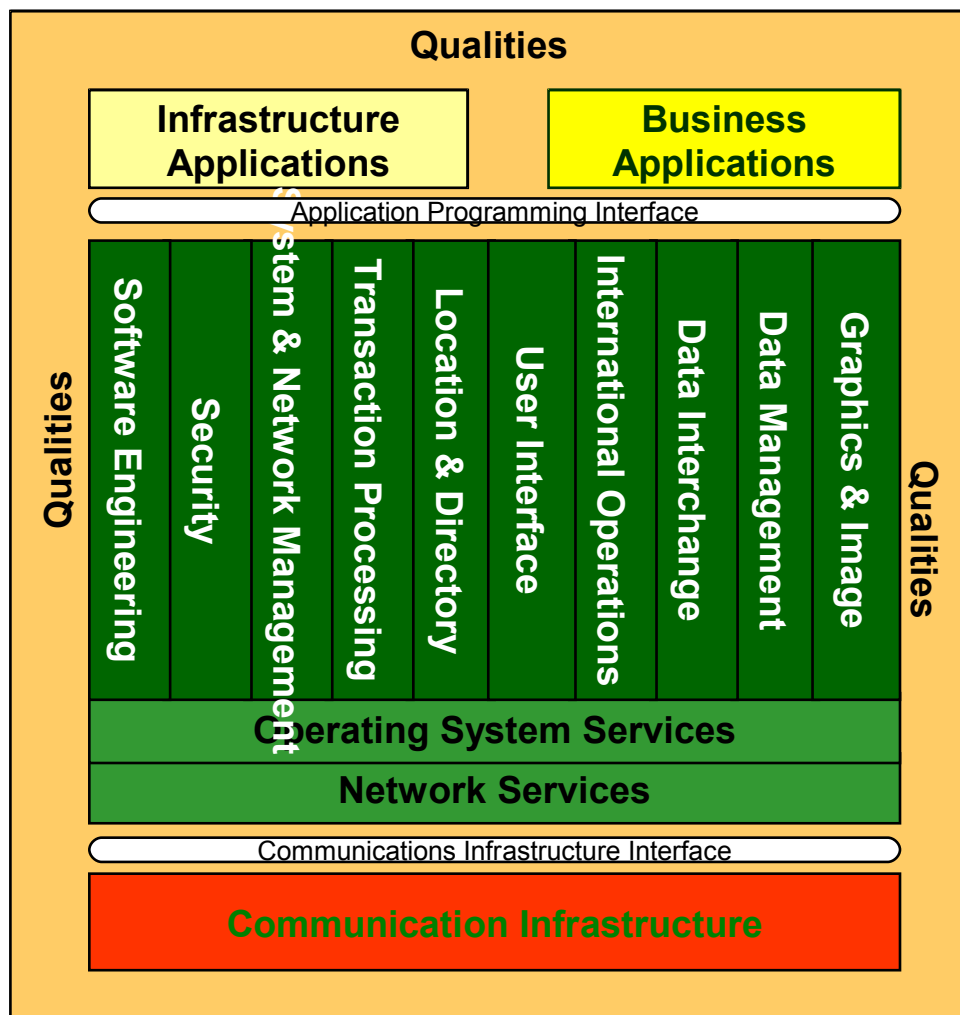 Qualities
Infrastructure
Applications
Business
Applications
Application Programming Interface
Qualities
Software Engineering
Security
System & Network Management
Transaction Processing
Location & Directory
User Interface
International Operations
Data Interchange
Data Management
Graphics & Image
Qualities
Operating System Services
Network Services
Communications Infrastructure Interface
Communication Infrastructure